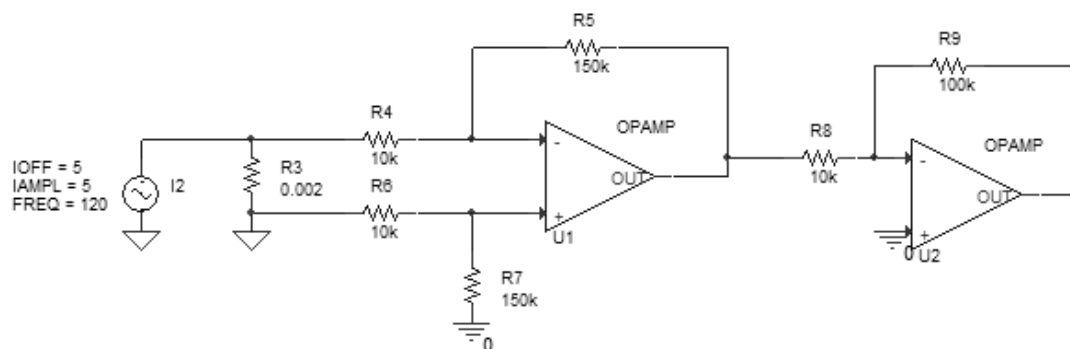 R5
150k
R9
100k
R4
10k
OPAMP
-
OUT
+
U1
R8
10k
OPAMP
-
OUT
+
U2
0
IOFF = 5
IAMPL = 5
FREQ = 120
I2
R3
0.002
R6
10k
R7
150k
0